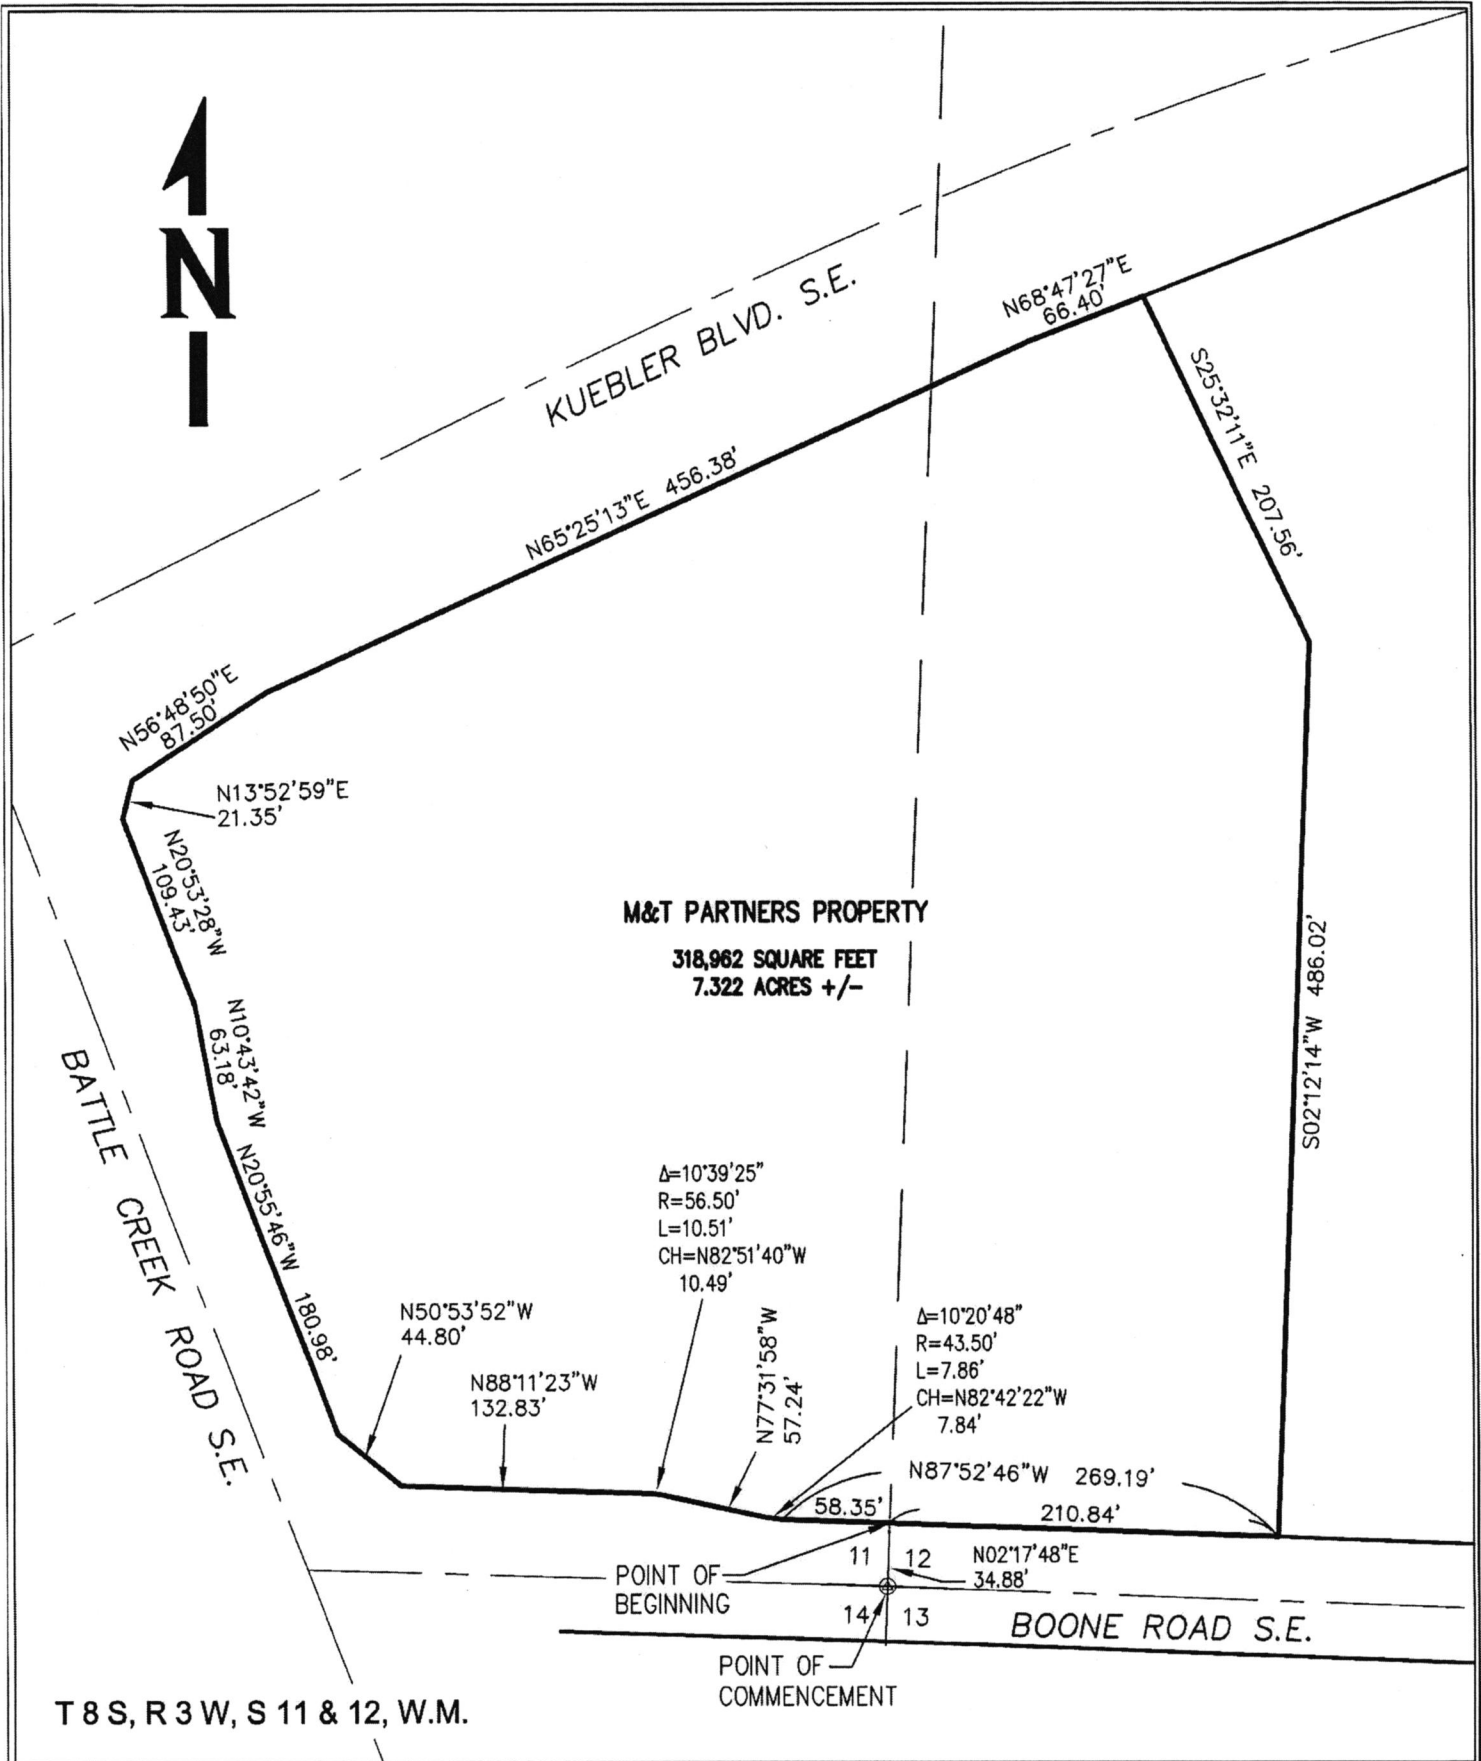 N
KUEBLER BLVD. S.E.
N68°47'27"E
66.40'
S25°32'11"E 207.56'
N65°25'13"E 456.38'
N56°48'50"E
87.50'
N13°52'59"E
21.35'
N20°53'28"W
109.43'
M&T PARTNERS PROPERTY
318,962 SQUARE FEET
7.322 ACRES +/-
S02°12'14"W 486.02'
N10°43'42"W
63.18'
BATTLE CREEK ROAD S.E.
N20°55'46"W 180.98'
Δ=10°39'25"
R=56.50'
L=10.51'
CH=N82°51'40"W
10.49'
N50°53'52"W
44.80'
N88°11'23"W
132.83'
N77°31'58"W
57.24'
Δ=10°20'48"
R=43.50'
L=7.86'
CH=N82°42'22"W
7.84'
N87°52'46"W 269.19'
58.35'
210.84'
11 12
N02°17'48"E
34.88'
POINT OF
BEGINNING
14 13
BOONE ROAD S.E.
POINT OF
COMMENCEMENT
T 8 S, R 3 W, S 11 & 12, W.M.